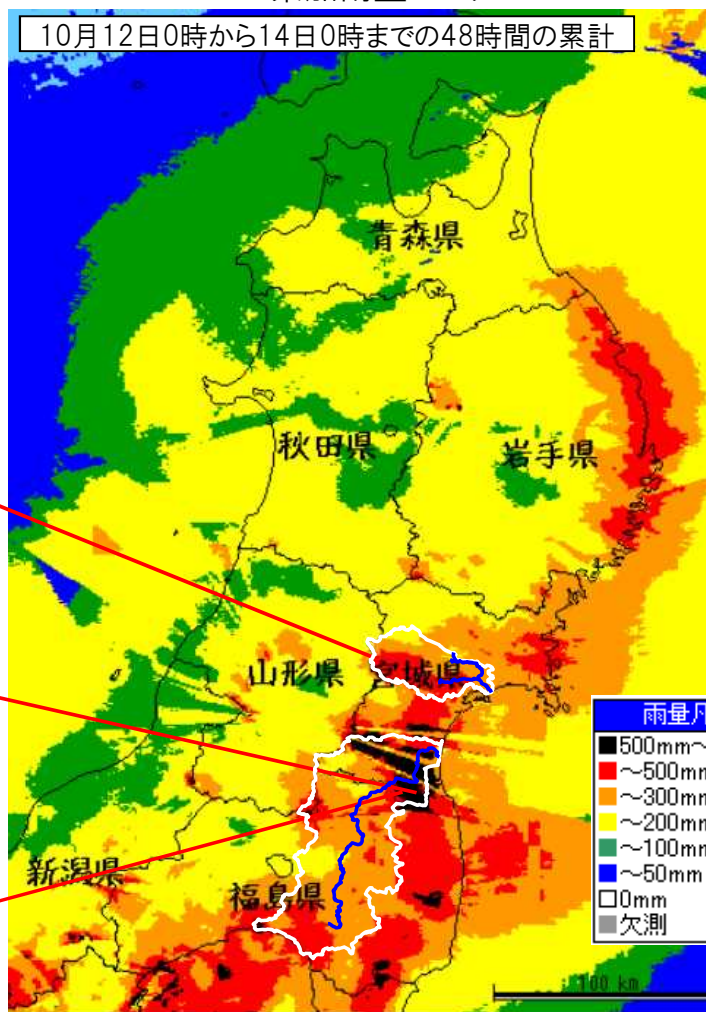 10月12日0時から14日0時までの48時間の累計
青森県
秋田県
岩手県
山形県
宮城県
新潟県
福島県
雨量
500mm～
～500mm
～300mm
～200mm
～100mm
～50mm
0mm
欠測
100 km